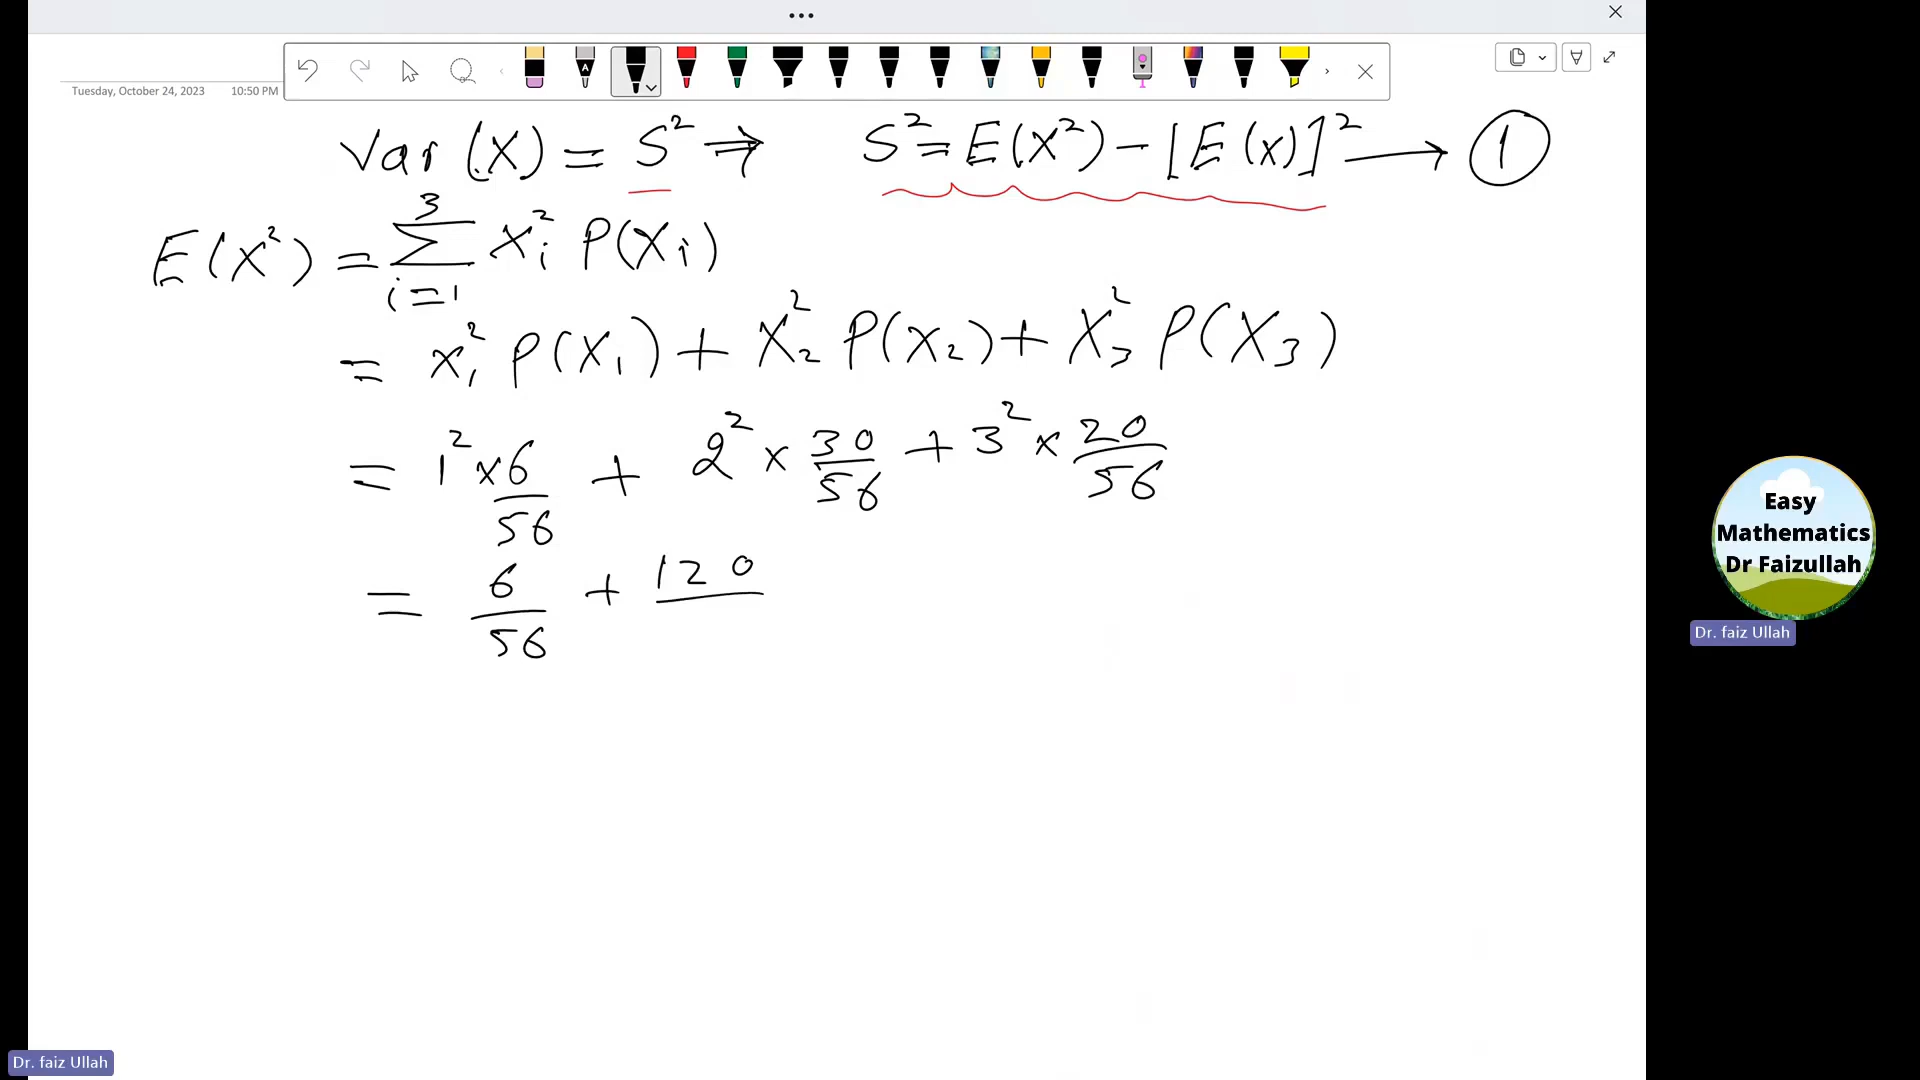 Tuesday, October 24, 2023 10:50 PM
Var (X) = S² ⇒ S² = E(X²) - [E(x)]² ⟶ ①
E(X²) = ∑_{i=1}^{3} x_i² P(X_i)
= x₁² P(X₁) + X₂² P(X₂) + X₃² P(X₃)
= 1² × 6/56 + 2² × 30/56 + 3² × 20/56
= 6/56 + 120/
Easy
Mathematics
Dr Faizullah
Dr. faiz Ullah
Dr. faiz Ullah